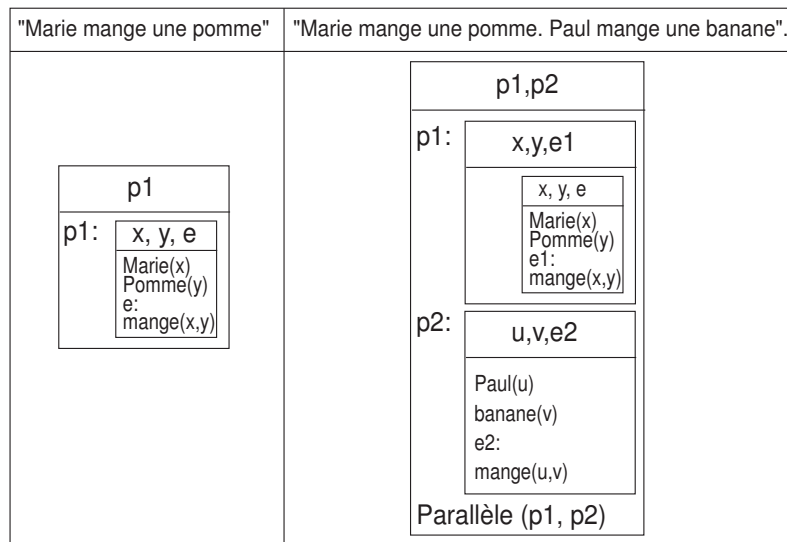 "Marie mange une pomme"
"Marie mange une pomme. Paul mange une banane".
p1
p1:
x, y, e
Marie(x)
Pomme(y)
e:
mange(x,y)
p1,p2
p1:
x,y,e1
x, y, e
Marie(x)
Pomme(y)
e1:
mange(x,y)
p2:
u,v,e2
Paul(u)
banane(v)
e2:
mange(u,v)
Parallèle (p1, p2)